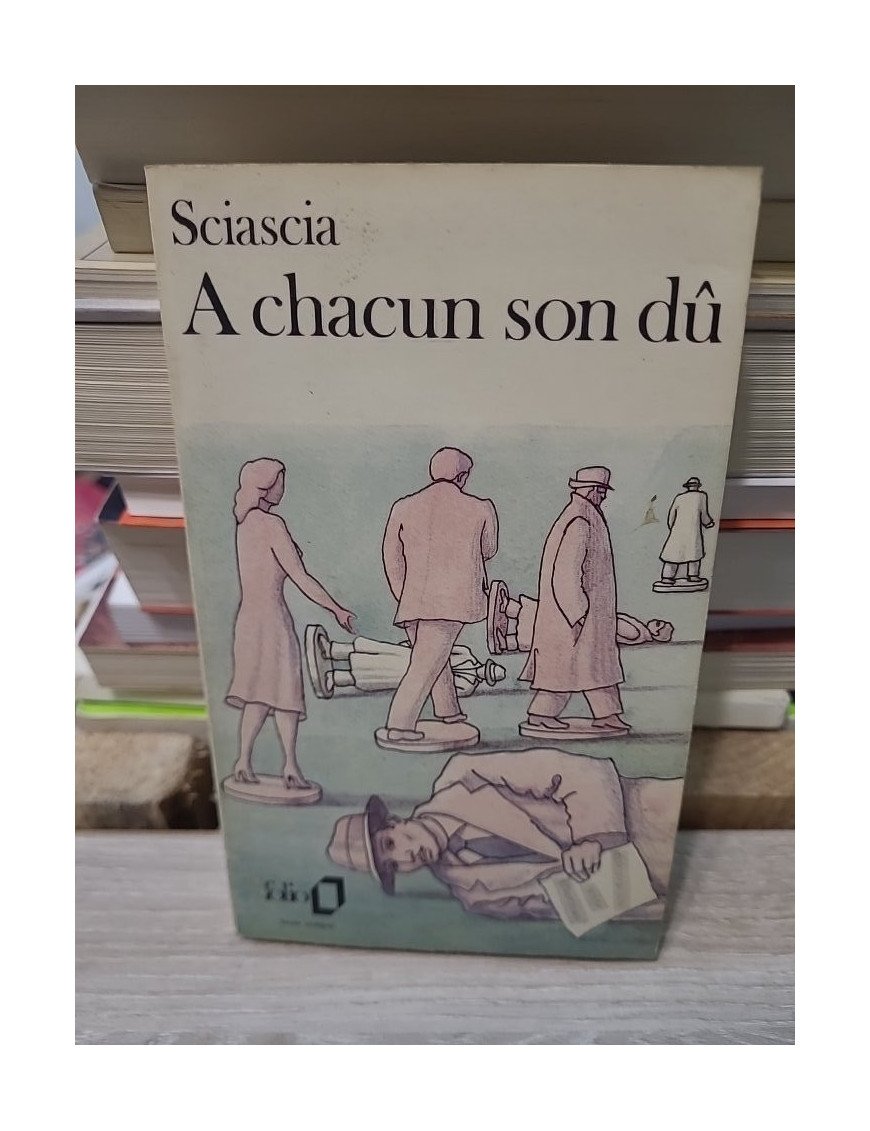 Sciascia
A chacun son dû
folio